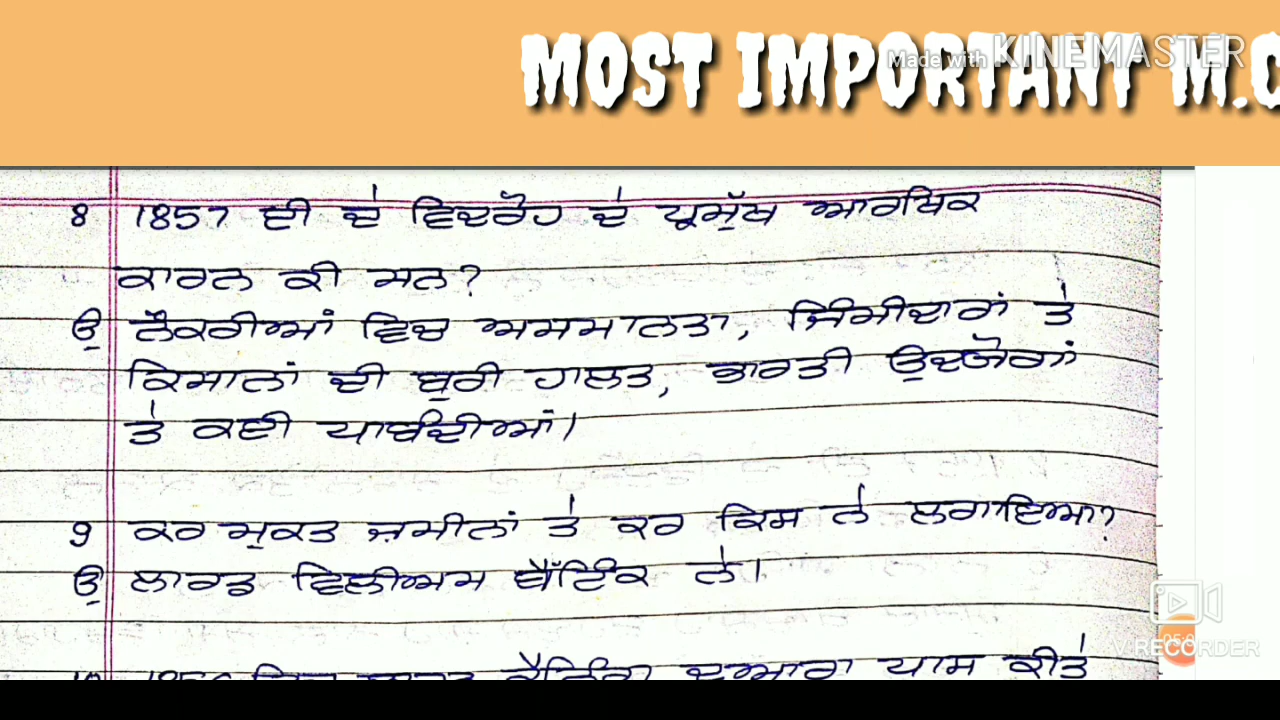 MOST IMPORTANT M.C
Made with KINEMASTER
8 1857 ਈ ਦੇ ਵਿਦਰੋਹ ਦੇ ਪ੍ਰਮੁੱਖ ਆਰਥਿਕ
ਕਾਰਨ ਕੀ ਸਨ?
ਉ ਨੌਕਰੀਆਂ ਵਿਚ ਅਸਮਾਨਤਾ, ਜ਼ਿੰਮੀਦਾਰਾਂ ਤੇ
ਕਿਸਾਨਾਂ ਦੀ ਬੁਰੀ ਹਾਲਤ, ਭਾਰਤੀ ਉਦਯੋਗਾਂ
ਤੇ ਕਈ ਪਾਬੰਦੀਆਂ।
9 ਕਰ ਮੁਕਤ ਜ਼ਮੀਨਾਂ ਤੇ ਕਰ ਕਿਸ ਨੇ ਲਗਾਇਆ?
ਉ ਲਾਰਡ ਵਿਲੀਅਮ ਬੈਂਟਿੰਕ ਨੇ।
ਦੁਆਰਾ ਪਾਸ ਕੀਤੇ
V RECORDER